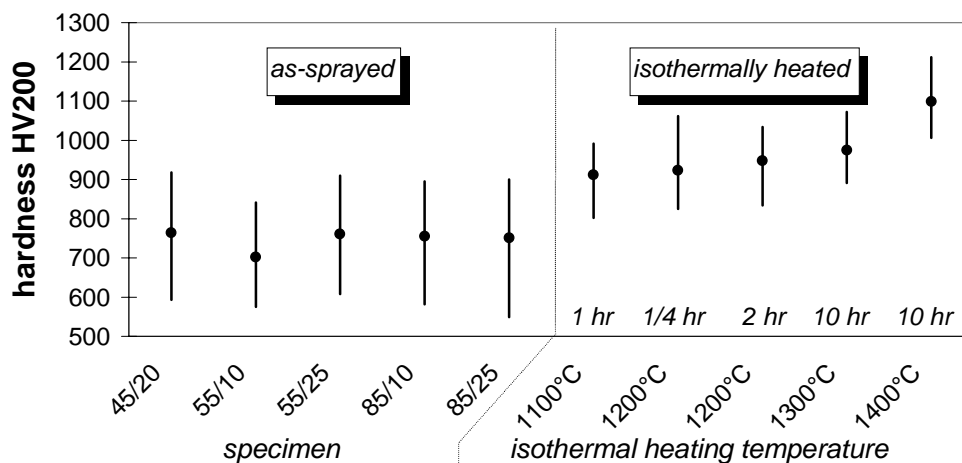 hardness HV200
1300
1200
1100
1000
900
800
700
600
500
as-sprayed
isothermally heated
1 hr
1/4 hr
2 hr
10 hr
10 hr
45/20
55/10
55/25
85/10
85/25
1100°C
1200°C
1200°C
1300°C
1400°C
specimen
isothermal heating temperature